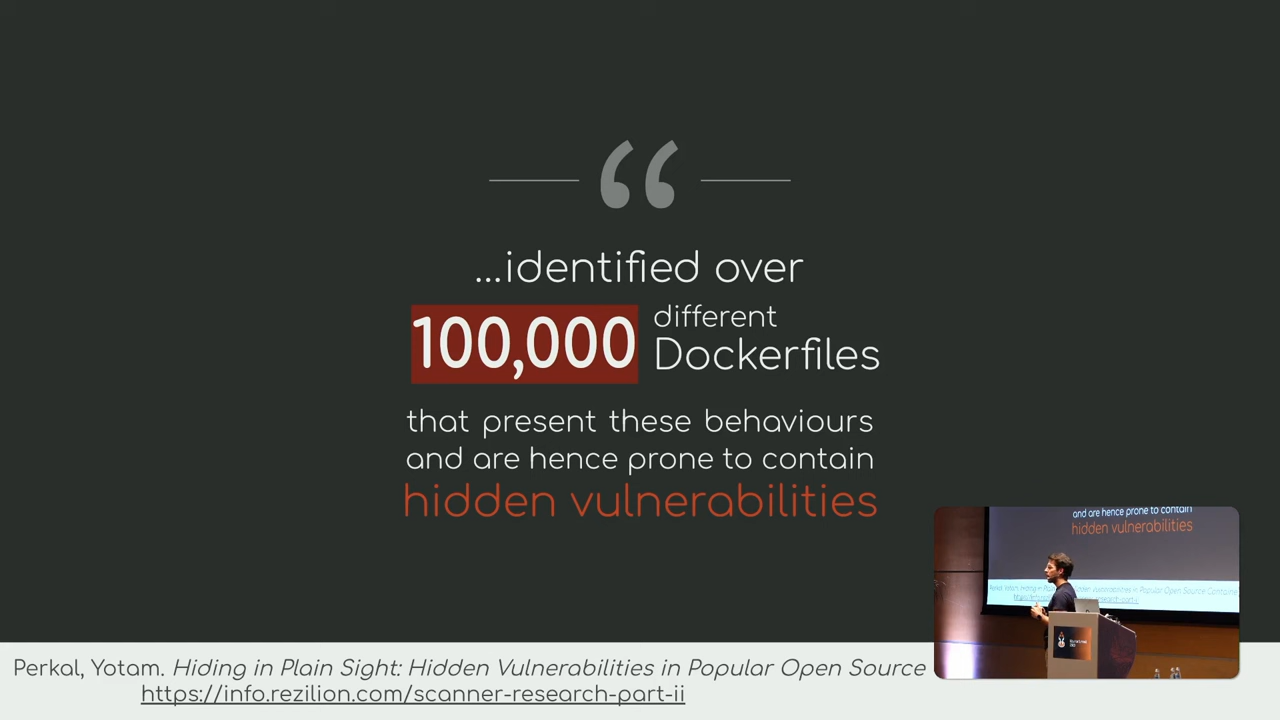 “
...identified over
100,000 different
Dockerfiles
that present these behaviours
and are hence prone to contain
hidden vulnerabilities
Perkal, Yotam. Hiding in Plain Sight: Hidden Vulnerabilities in Popular Open Source
https://info.rezilion.com/scanner-research-part-ii
and are hence prone to contain
hidden vulnerabilities